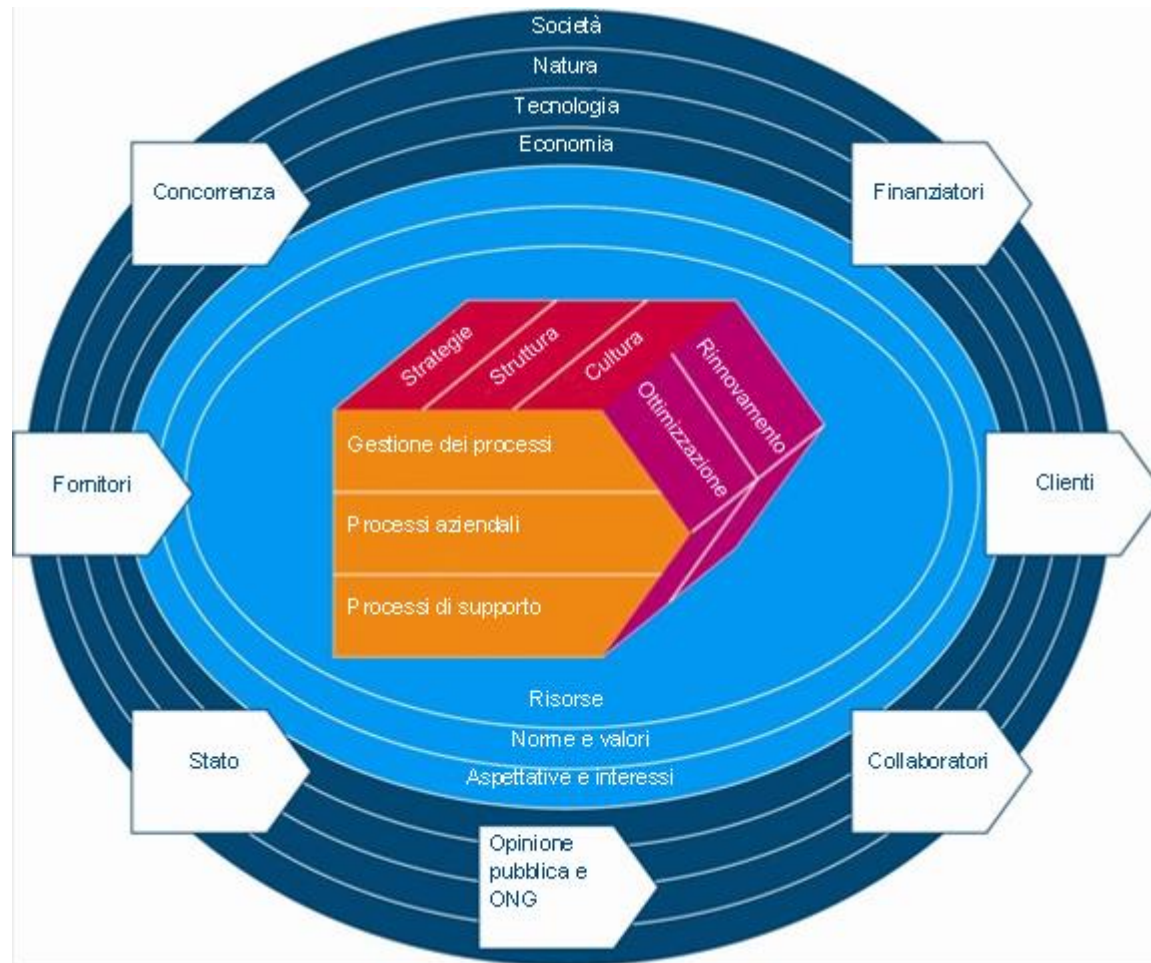 Società
Natura
Tecnologia
Economia
Concorrenza
Finanziatori
Strategie
Struttura
Cultura
Rinnovamento
Ottimizzazione
Gestione dei processi
Fornitori
Clienti
Processi aziendali
Processi di supporto
Risorse
Norme e valori
Aspettative e interessi
Stato
Collaboratori
Opinione
pubblica e
ONG